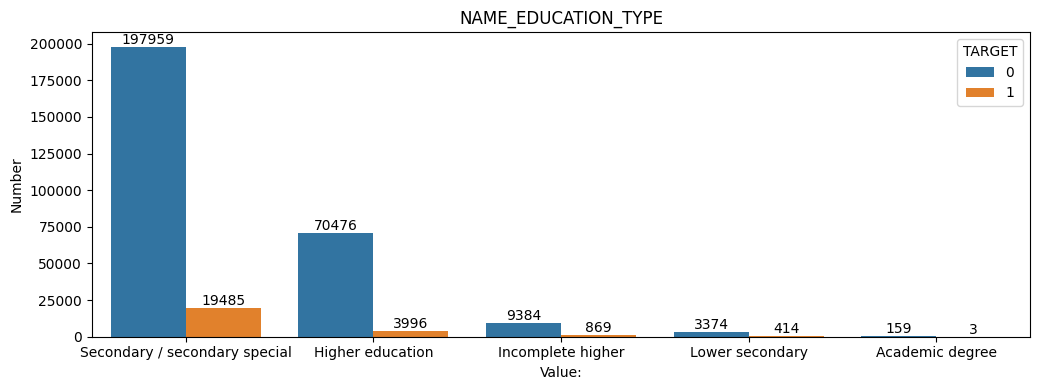 NAME_EDUCATION_TYPE
200000
175000
150000
125000
100000
75000
50000
25000
0
Number
197959
19485
70476
3996
9384
869
3374
414
159
3
TARGET
0
1
Secondary / secondary special
Higher education
Incomplete higher
Lower secondary
Academic degree
Value: